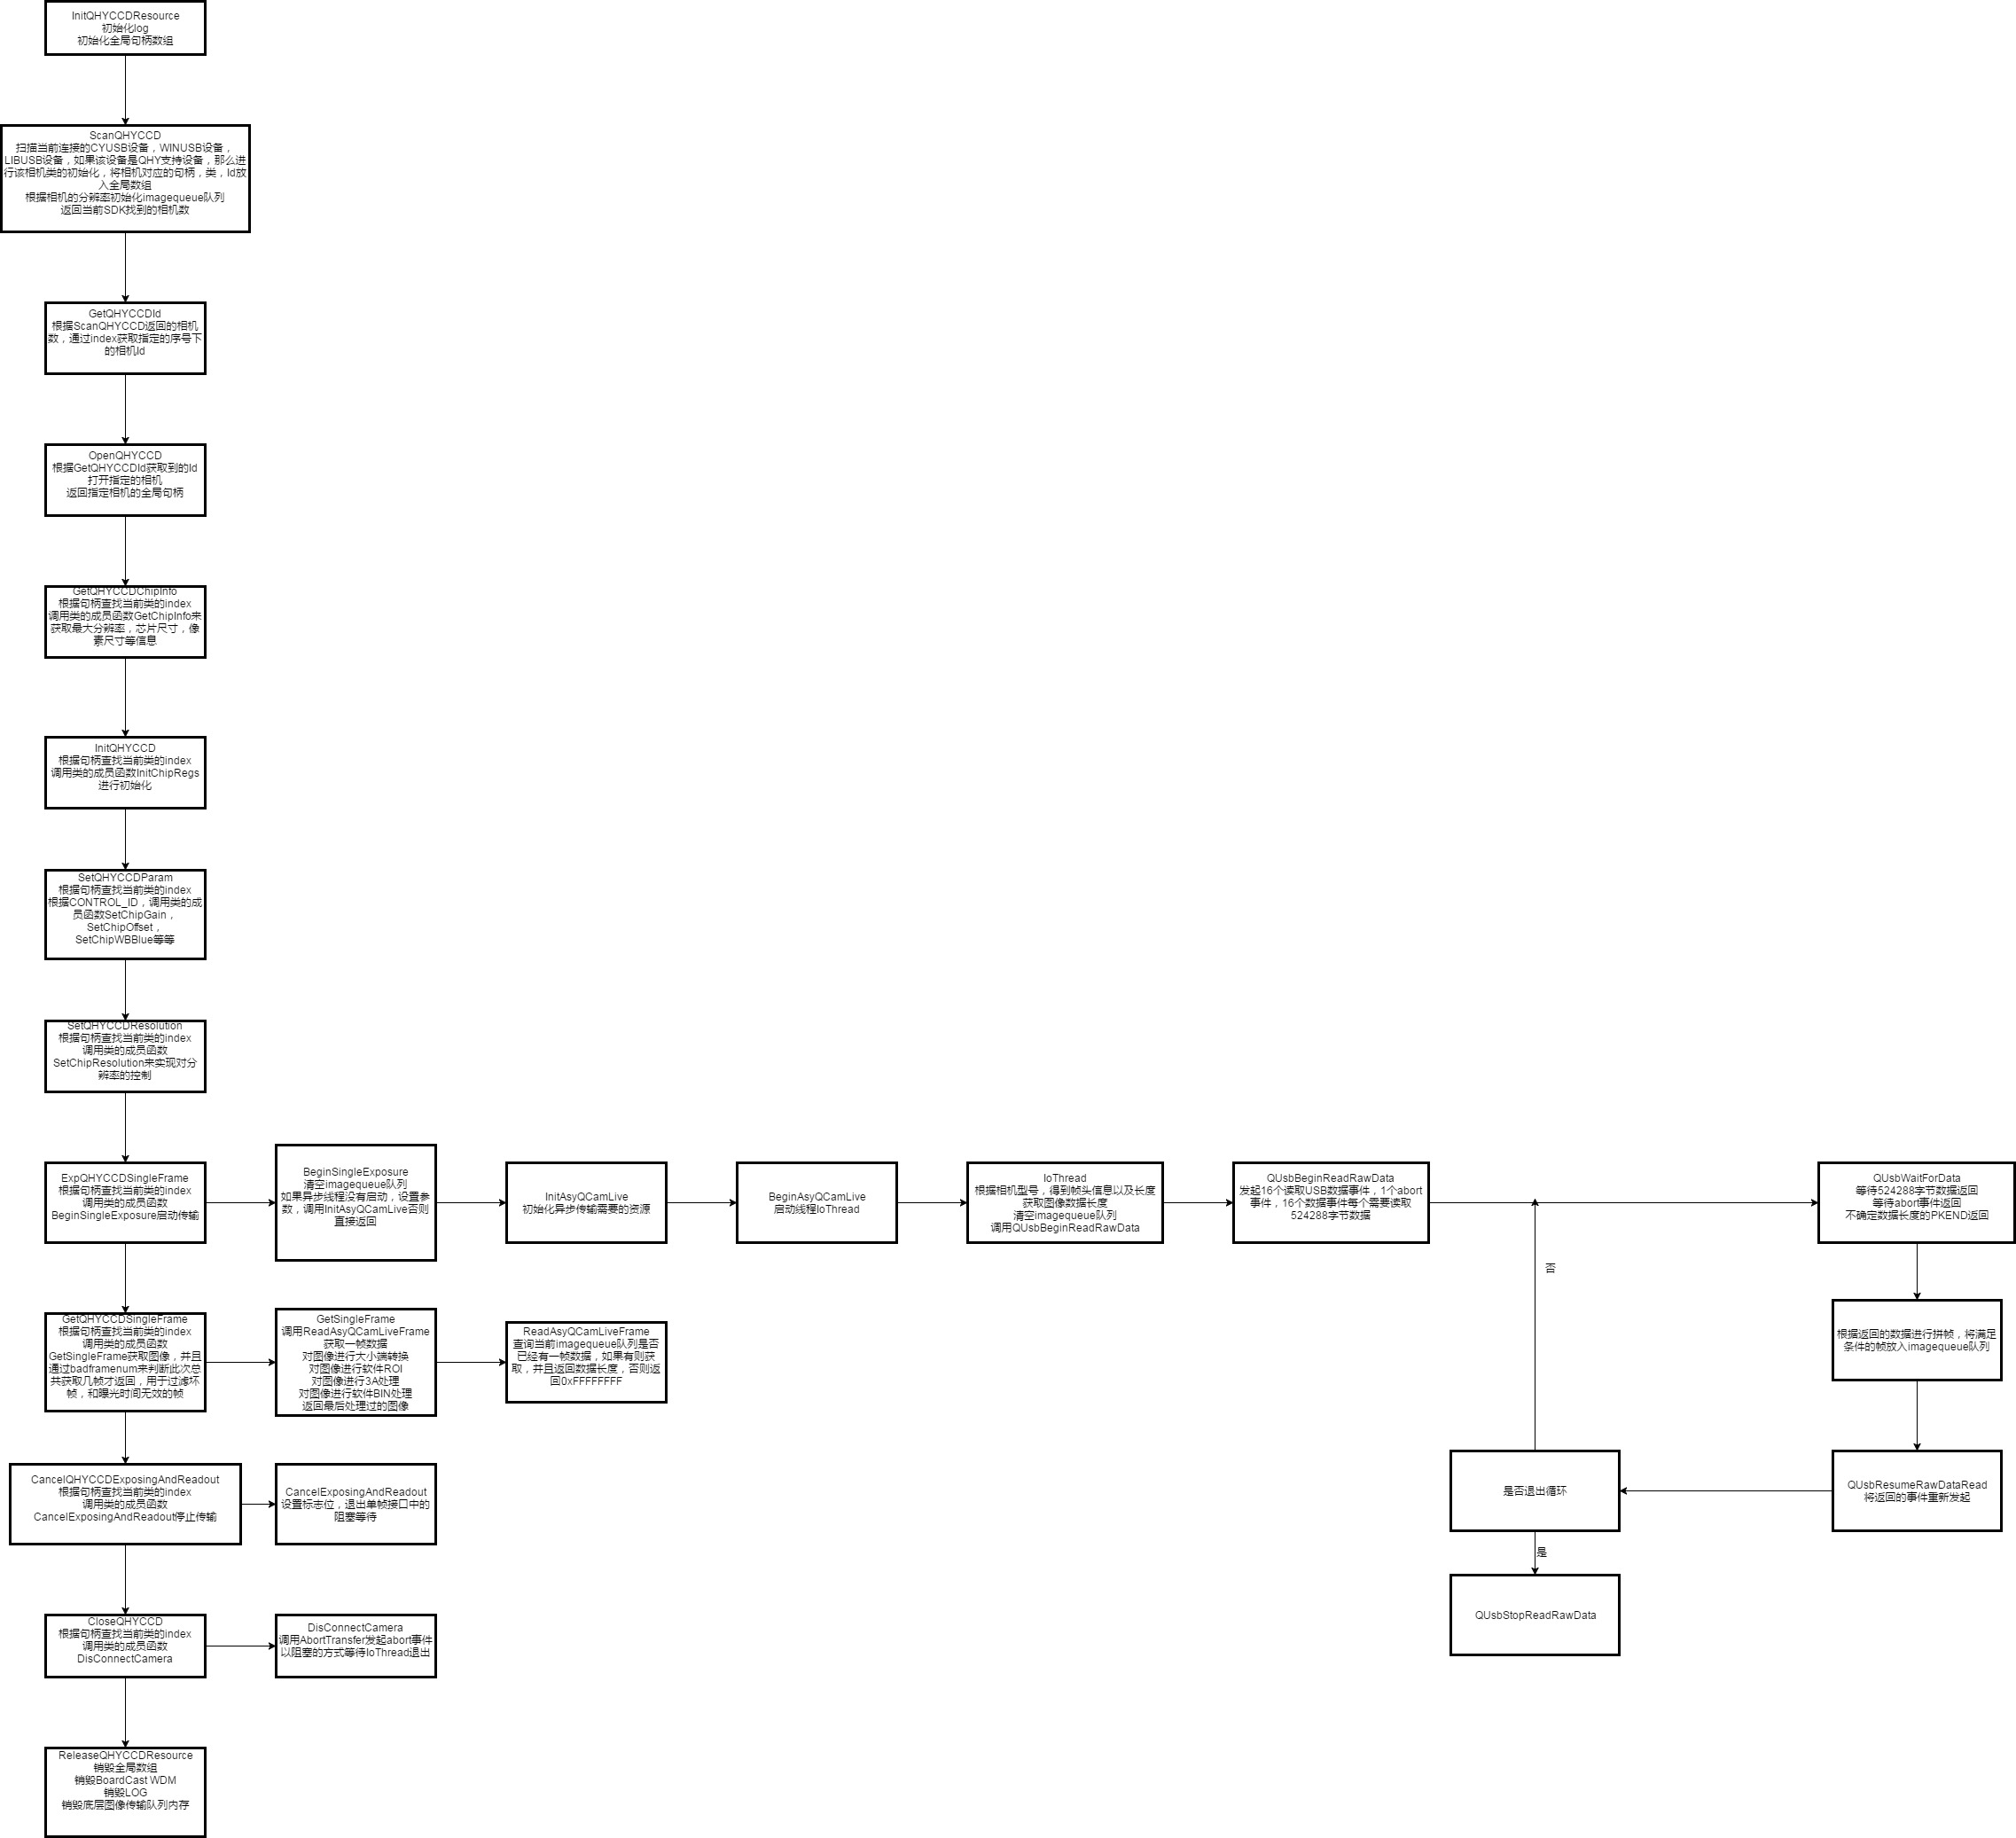 InitQHYCCDResource
初始化log
初始化全局句柄数组
ScanQHYCCD
扫描当前连接的CYUSB设备，WINUSB设备，
LIBUSB设备，如果该设备是QHY支持设备，那么进
行该相机类的初始化，将相机对应的句柄，类，Id放
入全局数组
根据相机的分辨率初始化imagequeue队列
返回当前SDK找到的相机数
GetQHYCCDId
根据ScanQHYCCD返回的相机
数，通过index获取指定的序号下
的相机Id
OpenQHYCCD
根据GetQHYCCDId获取到的Id
打开指定的相机
返回指定相机的全局句柄
GetQHYCCDChipInfo
根据句柄查找当前类的index
调用类的成员函数GetChipInfo来
获取最大分辨率，芯片尺寸，像
素尺寸等信息
InitQHYCCD
根据句柄查找当前类的index
调用类的成员函数InitChipRegs
进行初始化
SetQHYCCDParam
根据句柄查找当前类的index
根据CONTROL_ID，调用类的成
员函数SetChipGain，
SetChipOffset，
SetChipWBBlue等等
SetQHYCCDResolution
根据句柄查找当前类的index
调用类的成员函数
SetChipResolution来实现对分
辨率的控制
ExpQHYCCDSingleFrame
根据句柄查找当前类的index
调用类的成员函数
BeginSingleExposure启动传输
BeginSingleExposure
清空imagequeue队列
如果异步线程没有启动，设置参
数，调用InitAsyQCamLive否则
直接返回
InitAsyQCamLive
初始化异步传输需要的资源
BeginAsyQCamLive
启动线程IoThread
IoThread
根据相机型号，得到帧头信息以及长度
获取图像数据长度
清空imagequeue队列
调用QUsbBeginReadRawData
QUsbBeginReadRawData
发起16个读取USB数据事件，1个abort
事件，16个数据事件每个需要读取
524288字节数据
QUsbWaitForData
等待524288字节数据返回
等待abort事件返回
不确定数据长度的PKEND返回
否
根据返回的数据进行拼帧，将满足
条件的帧放入imagequeue队列
GetQHYCCDSingleFrame
根据句柄查找当前类的index
调用类的成员函数
GetSingleFrame获取图像，并且
通过badframenum来判断此次总
共获取几帧才返回，用于过滤坏
帧，和曝光时间无效的帧
GetSingleFrame
调用ReadAsyQCamLiveFrame
获取一帧数据
对图像进行大小端转换
对图像进行软件ROI
对图像进行3A处理
对图像进行软件BIN处理
返回最后处理过的图像
ReadAsyQCamLiveFrame
查询当前imagequeue队列是否
已经有一帧数据，如果有则获
取，并且返回数据长度，否则返
回0xFFFFFFFF
CancelQHYCCDExposingAndReadout
根据句柄查找当前类的index
调用类的成员函数
CancelExposingAndReadout停止传输
CancelExposingAndReadout
设置标志位，退出单帧接口中的
阻塞等待
是否退出循环
QUsbResumeRawDataRead
将返回的事件重新发起
是
QUsbStopReadRawData
CloseQHYCCD
根据句柄查找当前类的index
调用类的成员函数
DisConnectCamera
DisConnectCamera
调用AbortTransfer发起abort事件
以阻塞的方式等待IoThread退出
ReleaseQHYCCDResource
销毁全局数组
销毁BoardCast WDM
销毁LOG
销毁底层图像传输队列内存